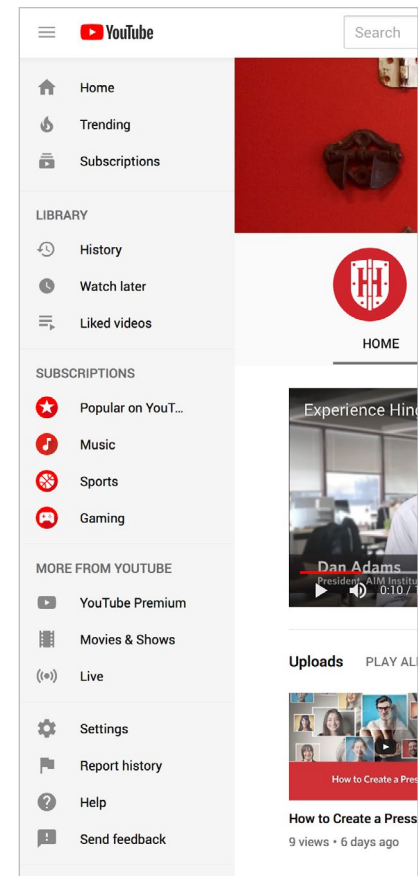 YouTube
Search
Home
Trending
Subscriptions
LIBRARY
History
Watch later
Liked videos
SUBSCRIPTIONS
Popular on YouT...
Music
Sports
Gaming
MORE FROM YOUTUBE
YouTube Premium
Movies & Shows
Live
Settings
Report history
Help
Send feedback
HOME
Experience Hin
Dan Adams
President, AIM Institu
0:10 /
Uploads PLAY AL
How to Create a Pres
How to Create a Press
9 views • 6 days ago